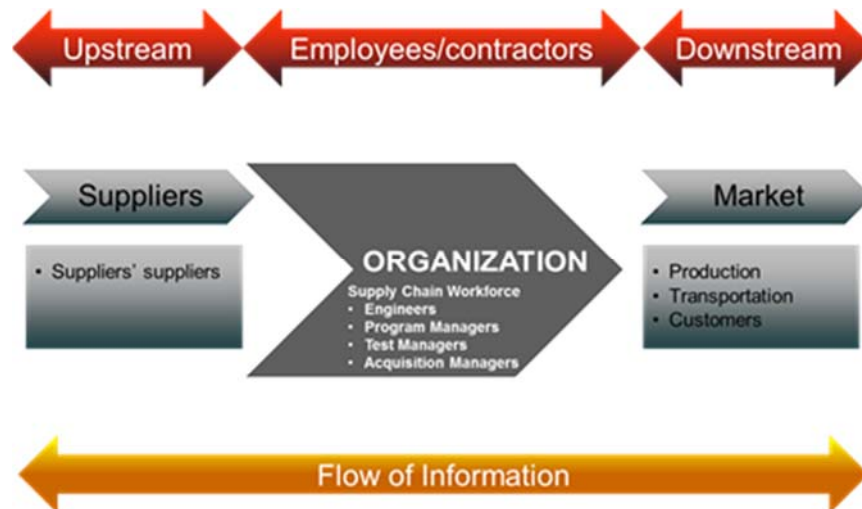 Upstream
Employees/contractors
Downstream
Suppliers
• Suppliers' suppliers
ORGANIZATION
Supply Chain Workforce
• Engineers
• Program Managers
• Test Managers
• Acquisition Managers
Market
• Production
• Transportation
• Customers
Flow of Information